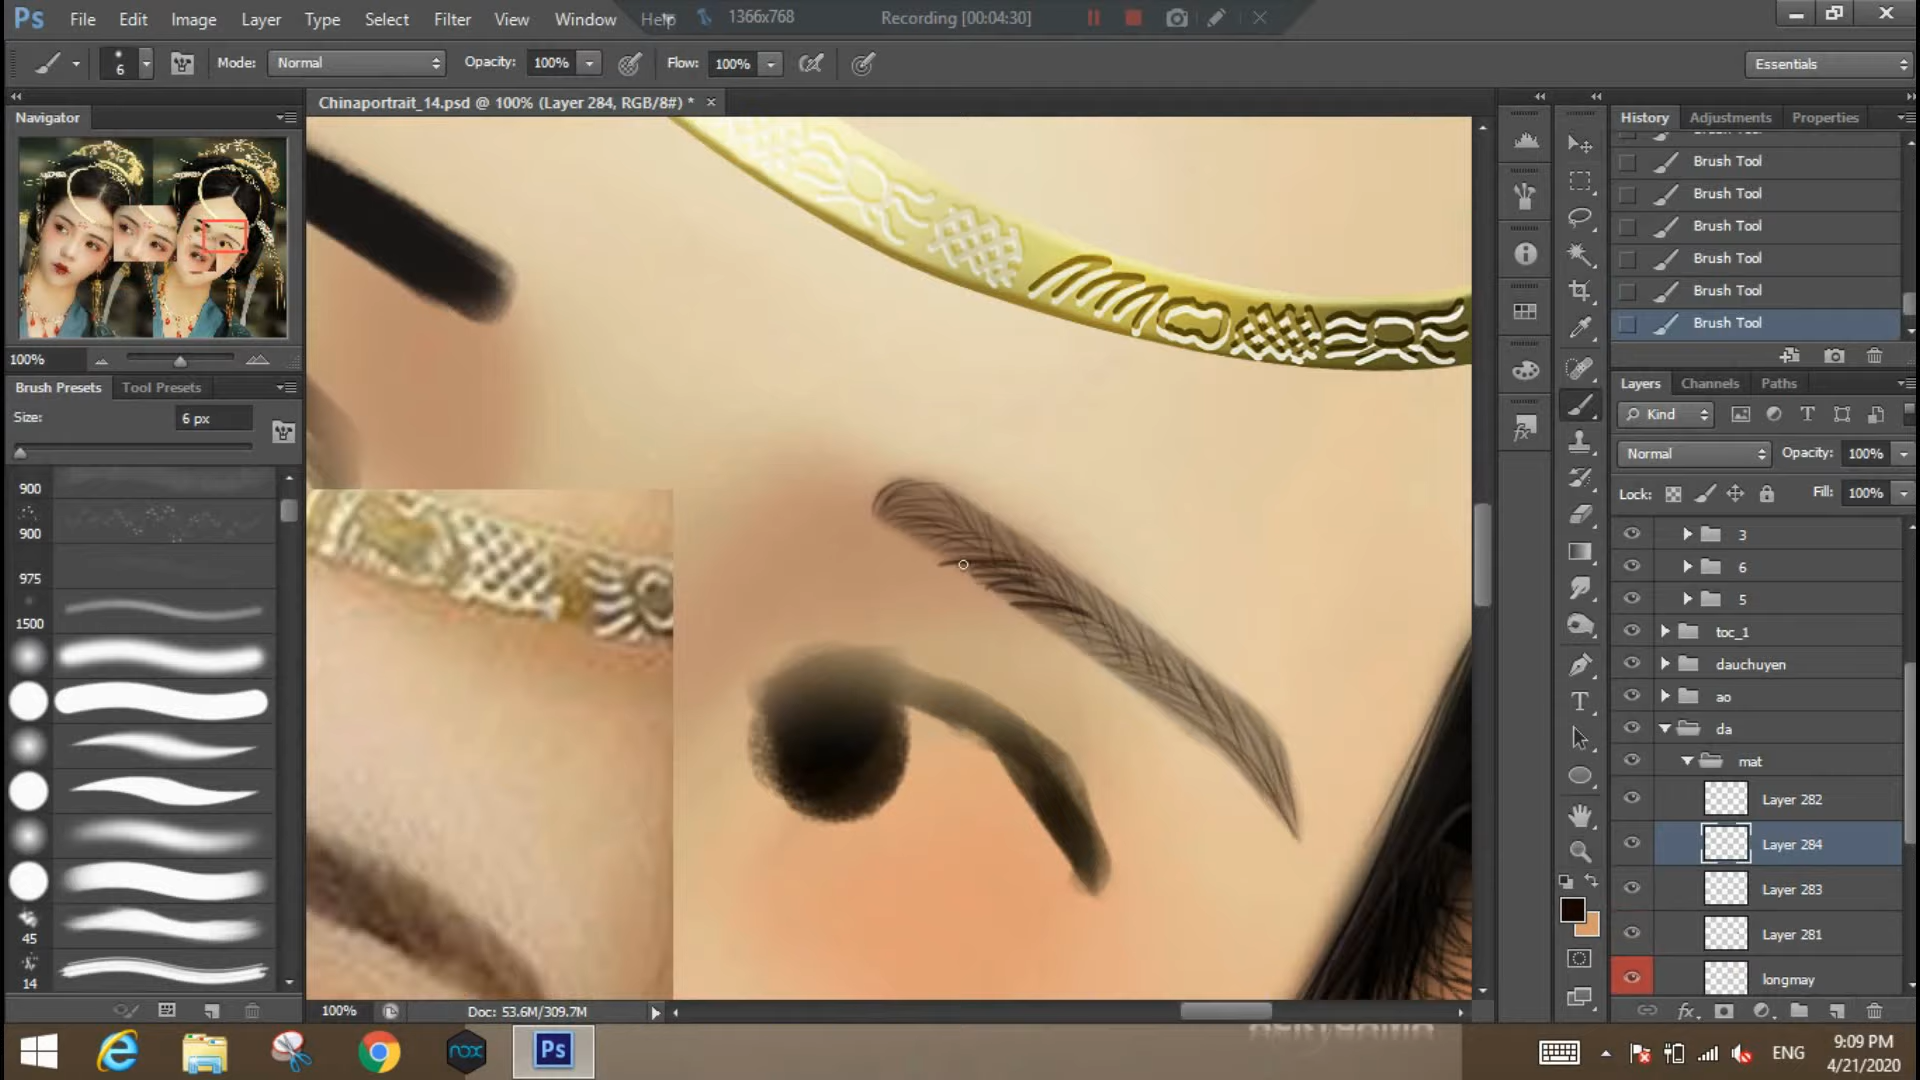 Ps File Edit Image Layer Type Select Filter View Window Help 1366x768 Recording [00:04:30]
6 Mode: Normal Opacity: 100% Flow: 100% Essentials
Chinaportrait_14.psd @ 100% (Layer 284, RGB/8#) *
Navigator
100%
Brush Presets Tool Presets
Size: 6 px
900
900
975
1500
45
14
History Adjustments Properties
Brush Tool
Brush Tool
Brush Tool
Brush Tool
Brush Tool
Brush Tool
Layers Channels Paths
Kind
Normal Opacity: 100%
Lock: Fill: 100%
3
6
5
toc_1
dauchuyen
ao
da
mat
Layer 282
Layer 284
Layer 283
Layer 281
longmay
100% Doc: 53.6M/309.7M
nox Ps ENG 9:09 PM
4/21/2020